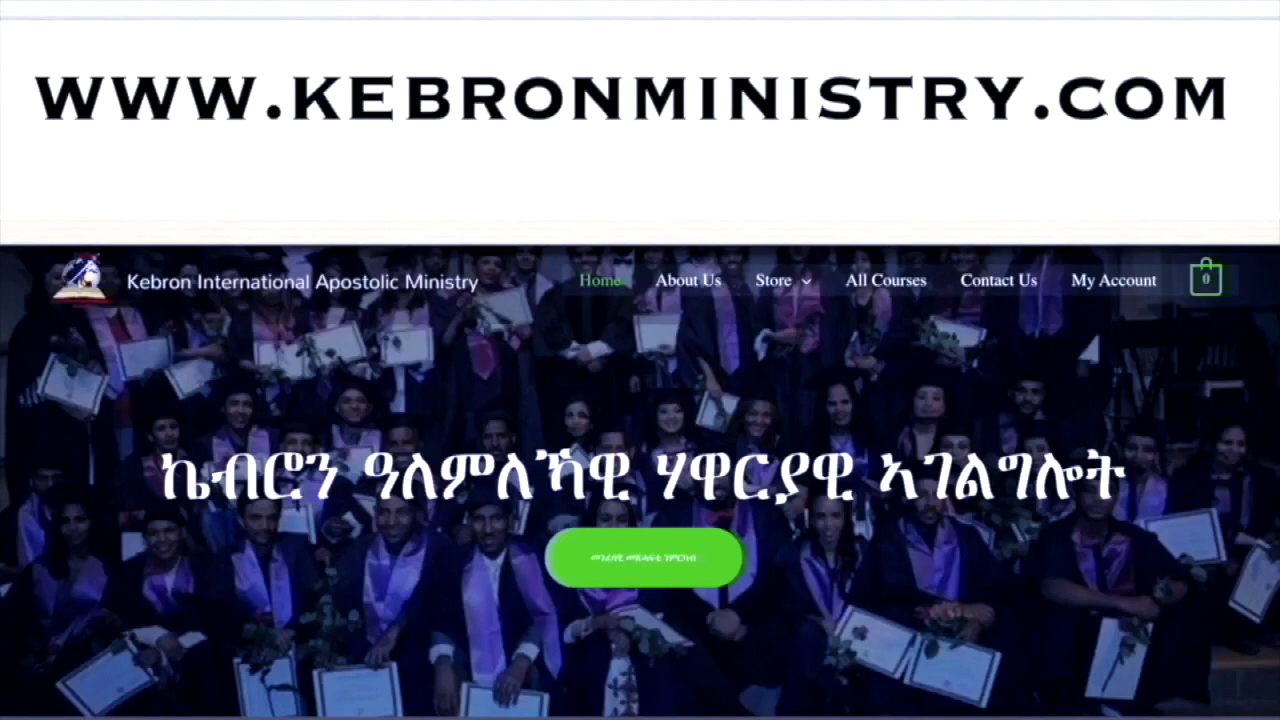 WWW.KEBRONMINISTRY.COM
Kebron International Apostolic Ministry
Home About Us Store All Courses Contact Us My Account 0
ኬብሮን ዓለምለኻዊ ሃዋርያዊ ኣገልግሎት